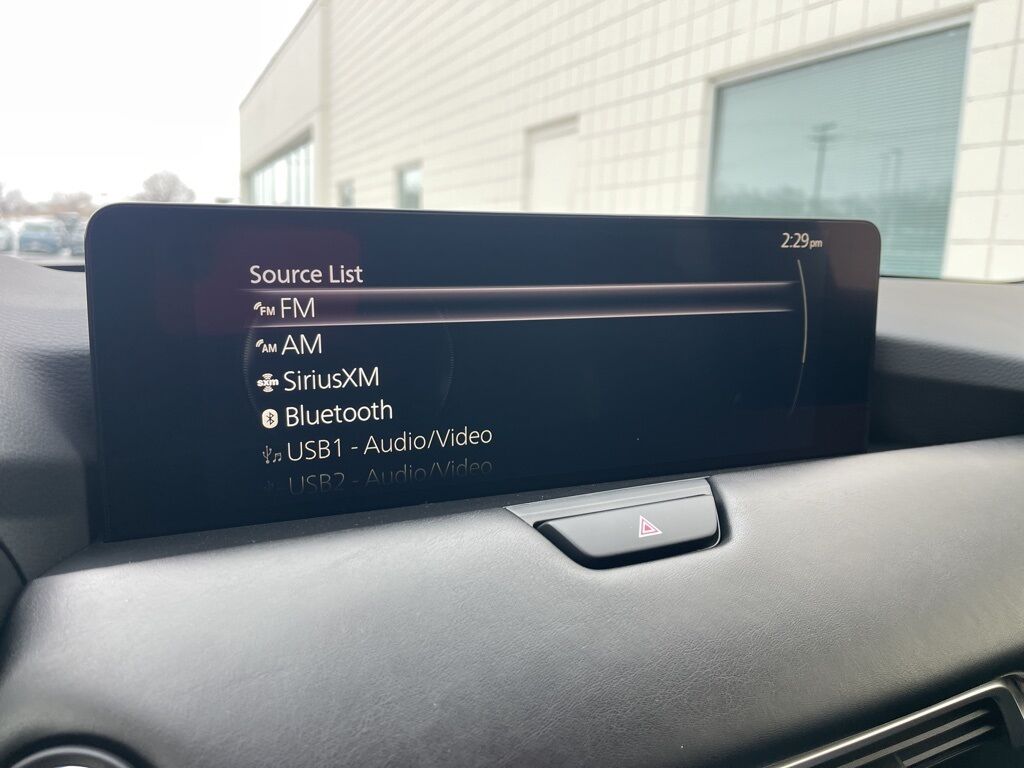 2:29pm
Source List
FM FM
AM AM
sxm SiriusXM
Bluetooth
USB1 - Audio/Video
USB2 - Audio/Video